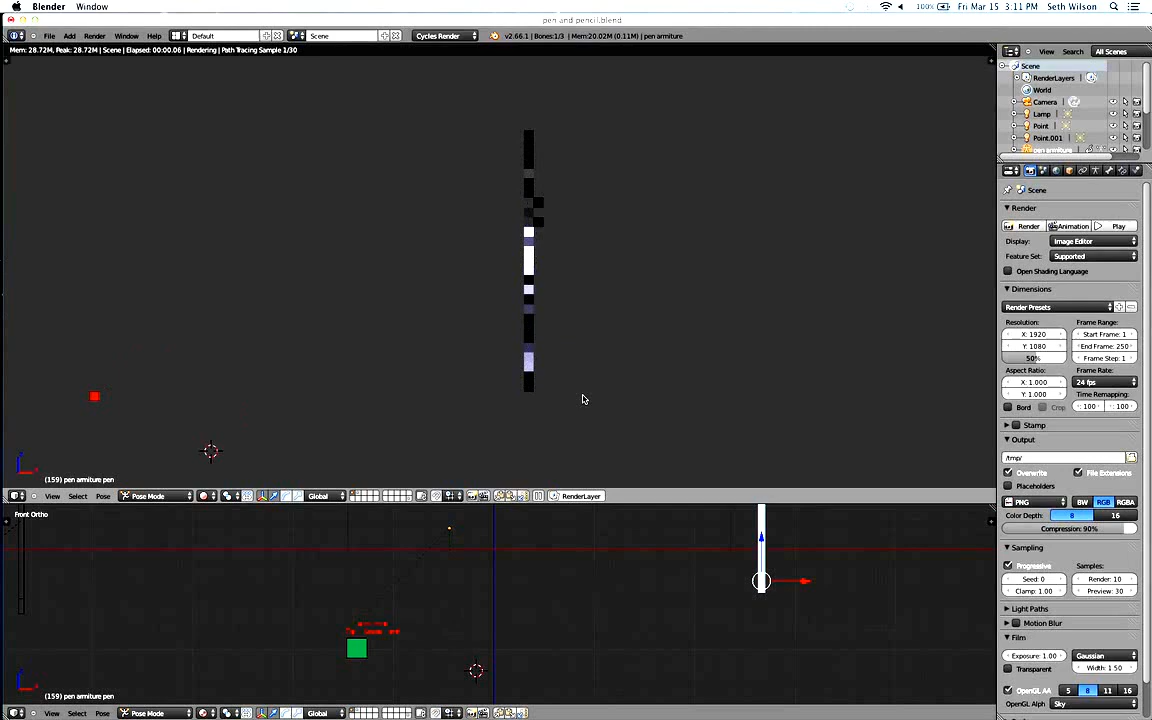 Blender Window 100% Fri Mar 15 3:11 PM Seth Wilson
pen and pencil.blend
File Add Render Window Help Default Scene Cycles Render v2.66.1 | Bones:1/3 | Mem:20.02M (0.11M) | pen armiture
Mem: 28.72M, Peak: 28.72M | Scene | Elapsed: 00:00.06 | Rendering | Path Tracing Sample 1/30
View Search All Scenes
Scene
RenderLayers
World
Camera
Lamp
Point
Point.001
pen armiture
Scene
Render
Render Animation Play
Display: Image Editor
Feature Set: Supported
Open Shading Language
Dimensions
Render Presets
Resolution: Frame Range:
X: 1920 Start Frame: 1
Y: 1080 End Frame: 250
50% Frame Step: 1
Aspect Ratio: Frame Rate:
X: 1.000 24 fps
Y: 1.000 Time Remapping:
Bord Crop : 100 : 100
Stamp
Output
/tmp/
Overwrite File Extensions
Placeholders
PNG BW RGB RGBA
Color Depth: 8 16
Compression: 90%
Sampling
Progressive Samples:
Seed: 0 Render: 10
Clamp: 1.00 Preview: 30
Light Paths
Motion Blur
Film
Exposure: 1.00 Gaussian
Transparent Width: 1.50
OpenGL AA 5 8 11 16
OpenGL Alph Sky
(159) pen armiture pen
View Select Pose Pose Mode Global RenderLayer
Front Ortho
(159) pen armiture pen
View Select Pose Pose Mode Global